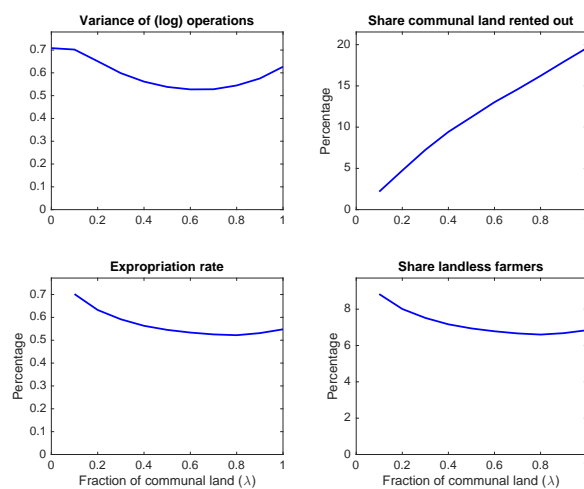 Variance of (log) operations
0.7
0.6
0.5
0.4
0.3
0.2
0.1
0
0 0.2 0.4 0.6 0.8 1
Share communal land rented out
Percentage
20
15
10
5
0
0 0.2 0.4 0.6 0.8
Expropriation rate
Percentage
0.7
0.6
0.5
0.4
0.3
0.2
0.1
0
0 0.2 0.4 0.6 0.8 1
Fraction of communal land (λ)
Share landless farmers
Percentage
8
6
4
2
0
0 0.2 0.4 0.6 0.8
Fraction of communal land (λ)